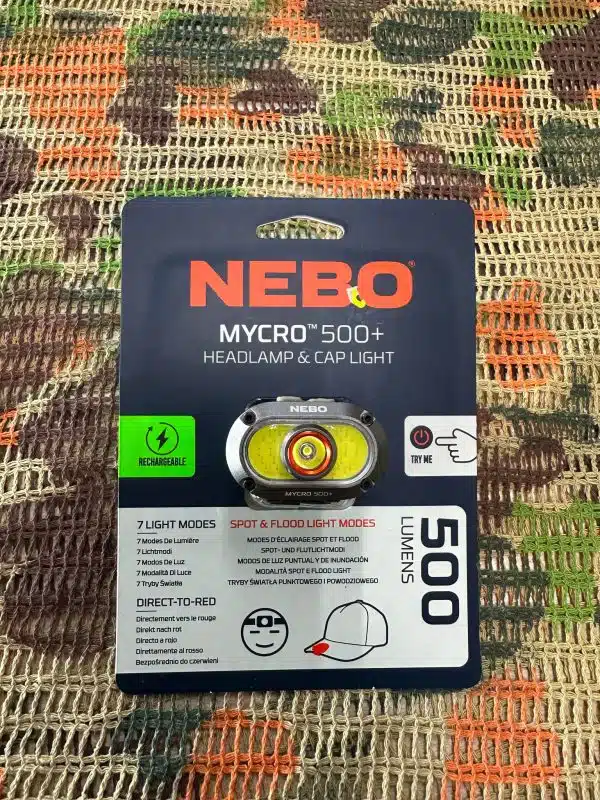 NEBO®
MYCRO™ 500+
HEADLAMP & CAP LIGHT
NEBO
RECHARGEABLE
TRY ME
MYCRO 500+
7 LIGHT MODES
7 Modes De Lumière
7 Lichtmodi
7 Modos De Luz
7 Modalità Di Luce
7 Tryby Światła
SPOT & FLOOD LIGHT MODES
MODES D'ÉCLAIRAGE SPOT ET FLOOD
SPOT- UND FLUTLICHTMODI
MODOS DE LUZ PUNTUAL Y DE INUNDACIÓN
MODALITÀ SPOT E FLOOD LIGHT
TRYBY ŚWIATŁA PUNKTOWEGO I POWODZIOWEGO
500
LUMENS
DIRECT-TO-RED
Directement vers le rouge
Direkt nach rot
Directo a rojo
Direttamente al rosso
Bezpośrednio do czerwieni